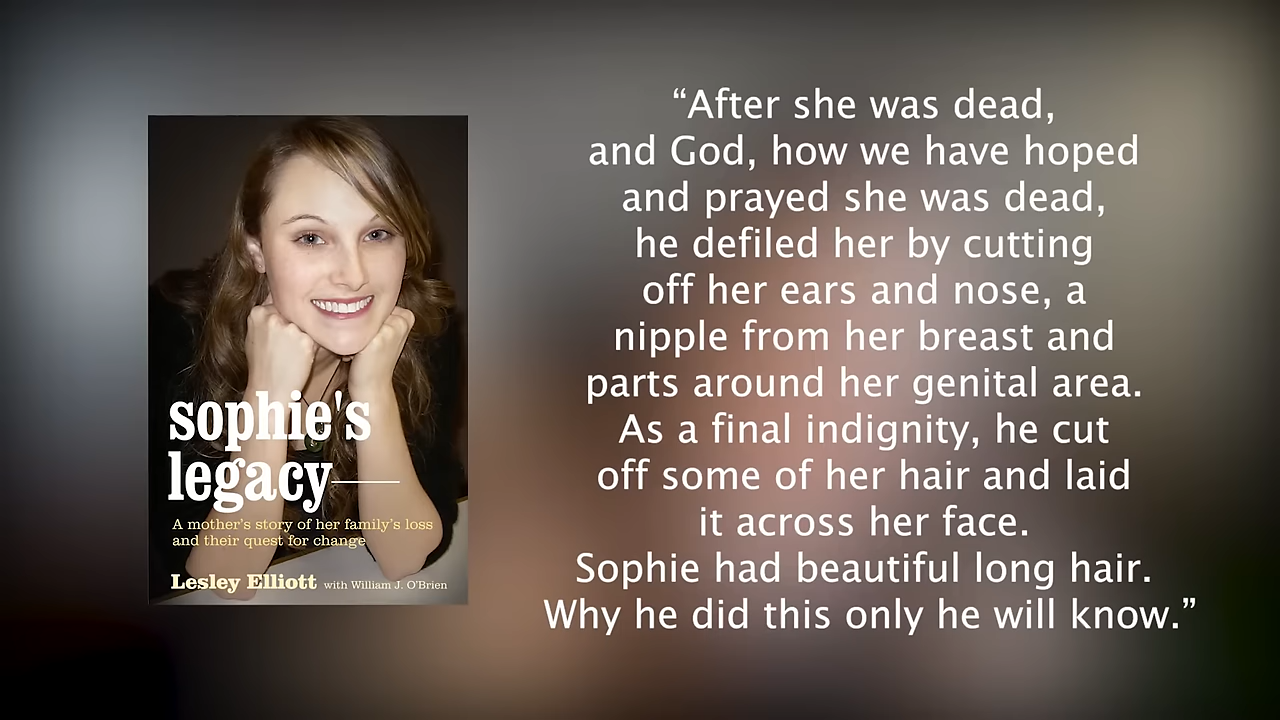 sophie's
legacy
A mother's story of her family's loss
and their quest for change
Lesley Elliott with William J. O'Brien
“After she was dead,
and God, how we have hoped
and prayed she was dead,
he defiled her by cutting
off her ears and nose, a
nipple from her breast and
parts around her genital area.
As a final indignity, he cut
off some of her hair and laid
it across her face.
Sophie had beautiful long hair.
Why he did this only he will know.”